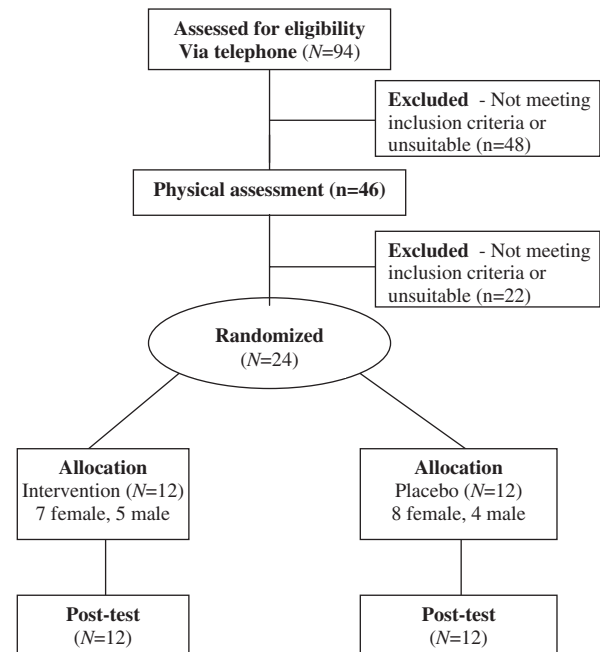 Assessed for eligibility
Via telephone (N=94)
Excluded - Not meeting
inclusion criteria or
unsuitable (n=48)
Physical assessment (n=46)
Excluded - Not meeting
inclusion criteria or
unsuitable (n=22)
Randomized
(N=24)
Allocation
Intervention (N=12)
7 female, 5 male
Allocation
Placebo (N=12)
8 female, 4 male
Post-test
(N=12)
Post-test
(N=12)